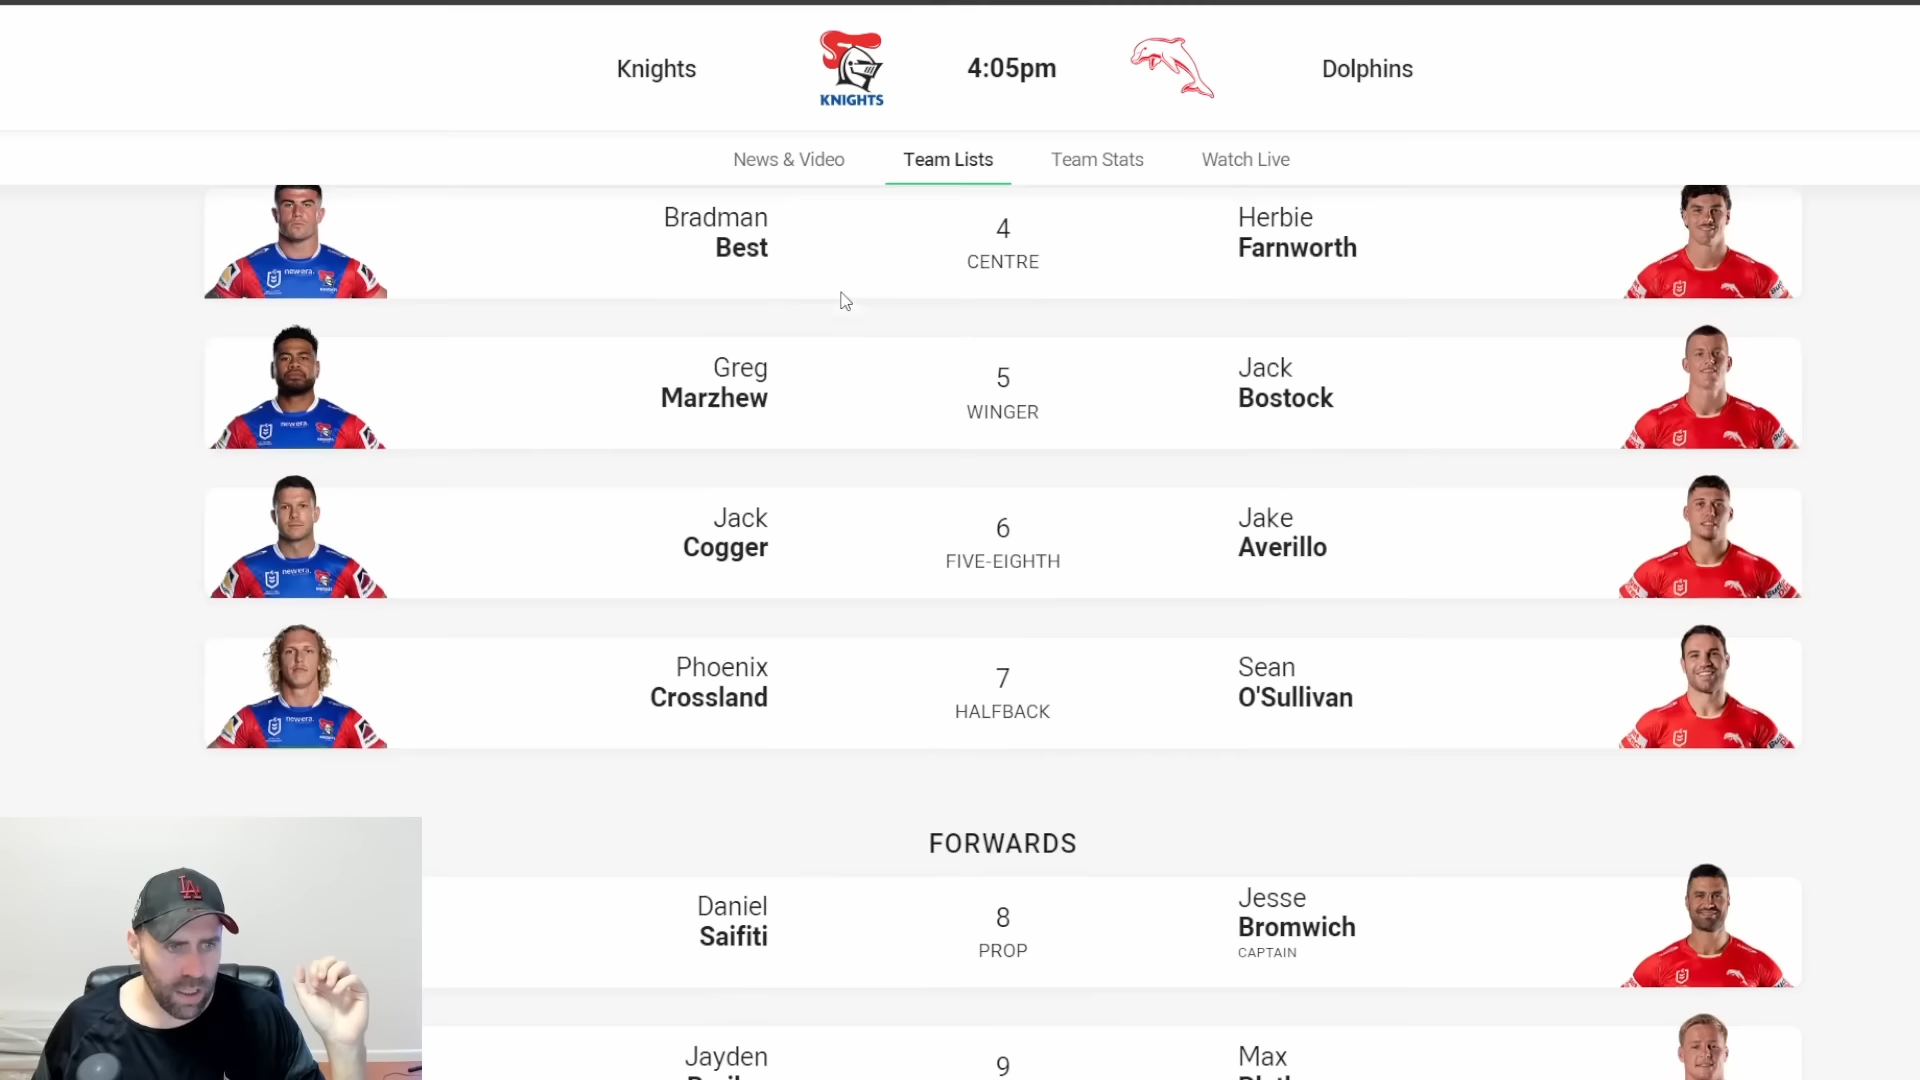 Knights
KNIGHTS
4:05pm
Dolphins
News & Video
Team Lists
Team Stats
Watch Live
Bradman
Best
4
CENTRE
Herbie
Farnworth
Greg
Marzhew
5
WINGER
Jack
Bostock
Jack
Cogger
6
FIVE-EIGHTH
Jake
Averillo
Phoenix
Crossland
7
HALFBACK
Sean
O'Sullivan
FORWARDS
Daniel
Saifiti
8
PROP
Jesse
Bromwich
CAPTAIN
LA
Jayden
9
Max